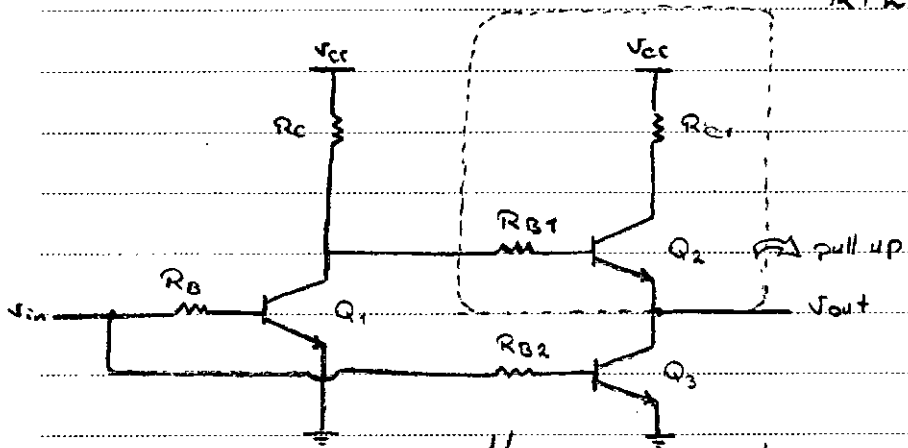 Vcc Vcc
Rc Rc1
RB1
Q2 pull up
RB
Vin Q1 Vout
RB2
Q3